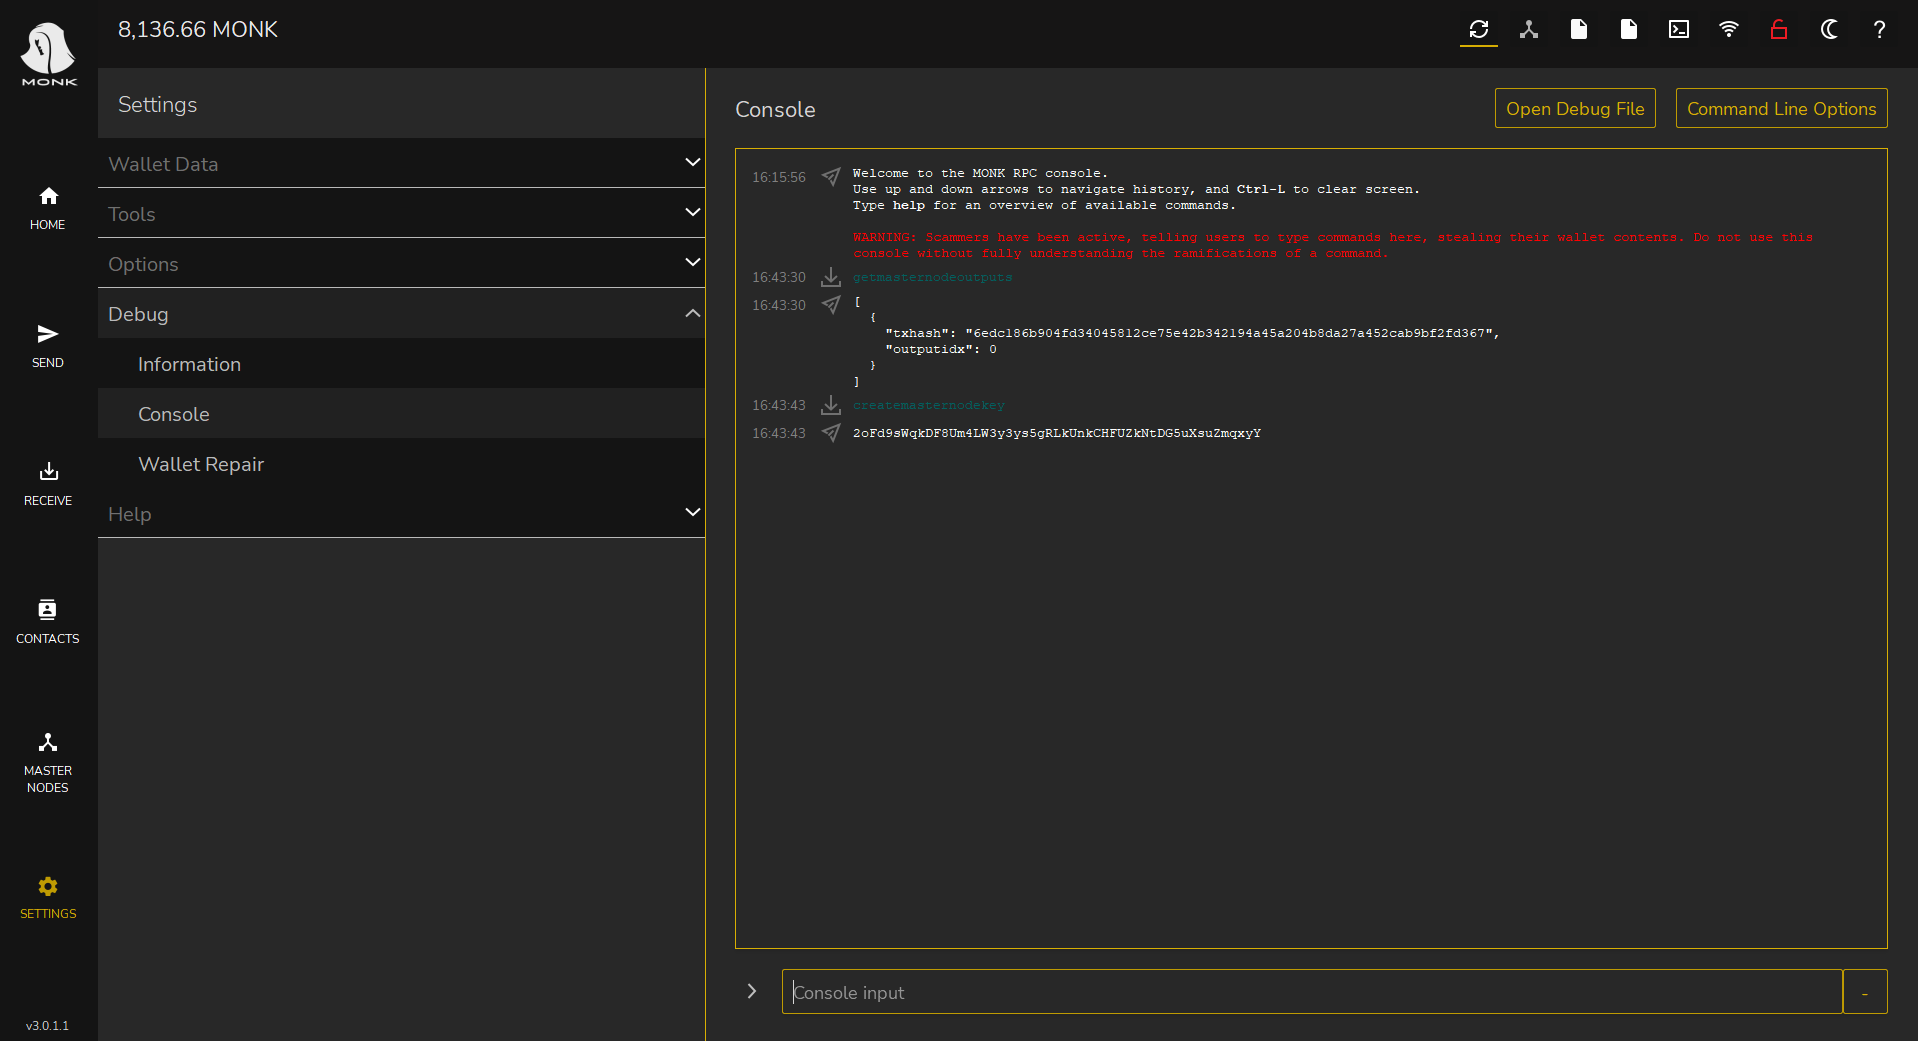 8,136.66 MONK
MONK
Settings
Wallet Data
Tools
Options
Debug
Information
Console
Wallet Repair
Help
HOME
SEND
RECEIVE
CONTACTS
MASTER
NODES
SETTINGS
v3.0.1.1
Console
Open Debug File
Command Line Options
16:15:56
Welcome to the MONK RPC console.
Use up and down arrows to navigate history, and Ctrl-L to clear screen.
Type help for an overview of available commands.
WARNING: Scammers have been active, telling users to type commands here, stealing their wallet contents. Do not use this
console without fully understanding the ramifications of a command.
16:43:30 getmasternodeoutputs
16:43:30 [
{
"txhash": "6edc186b904fd34045812ce75e42b342194a45a204b8da27a452cab9bf2fd367",
"outputidx": 0
}
]
16:43:43 createmasternodekey
16:43:43 2oFd9sWqkDF8Um4LW3y3ys5gRLkUnkCHFUZkNtDG5uXsuZmqxyY
Console input
-